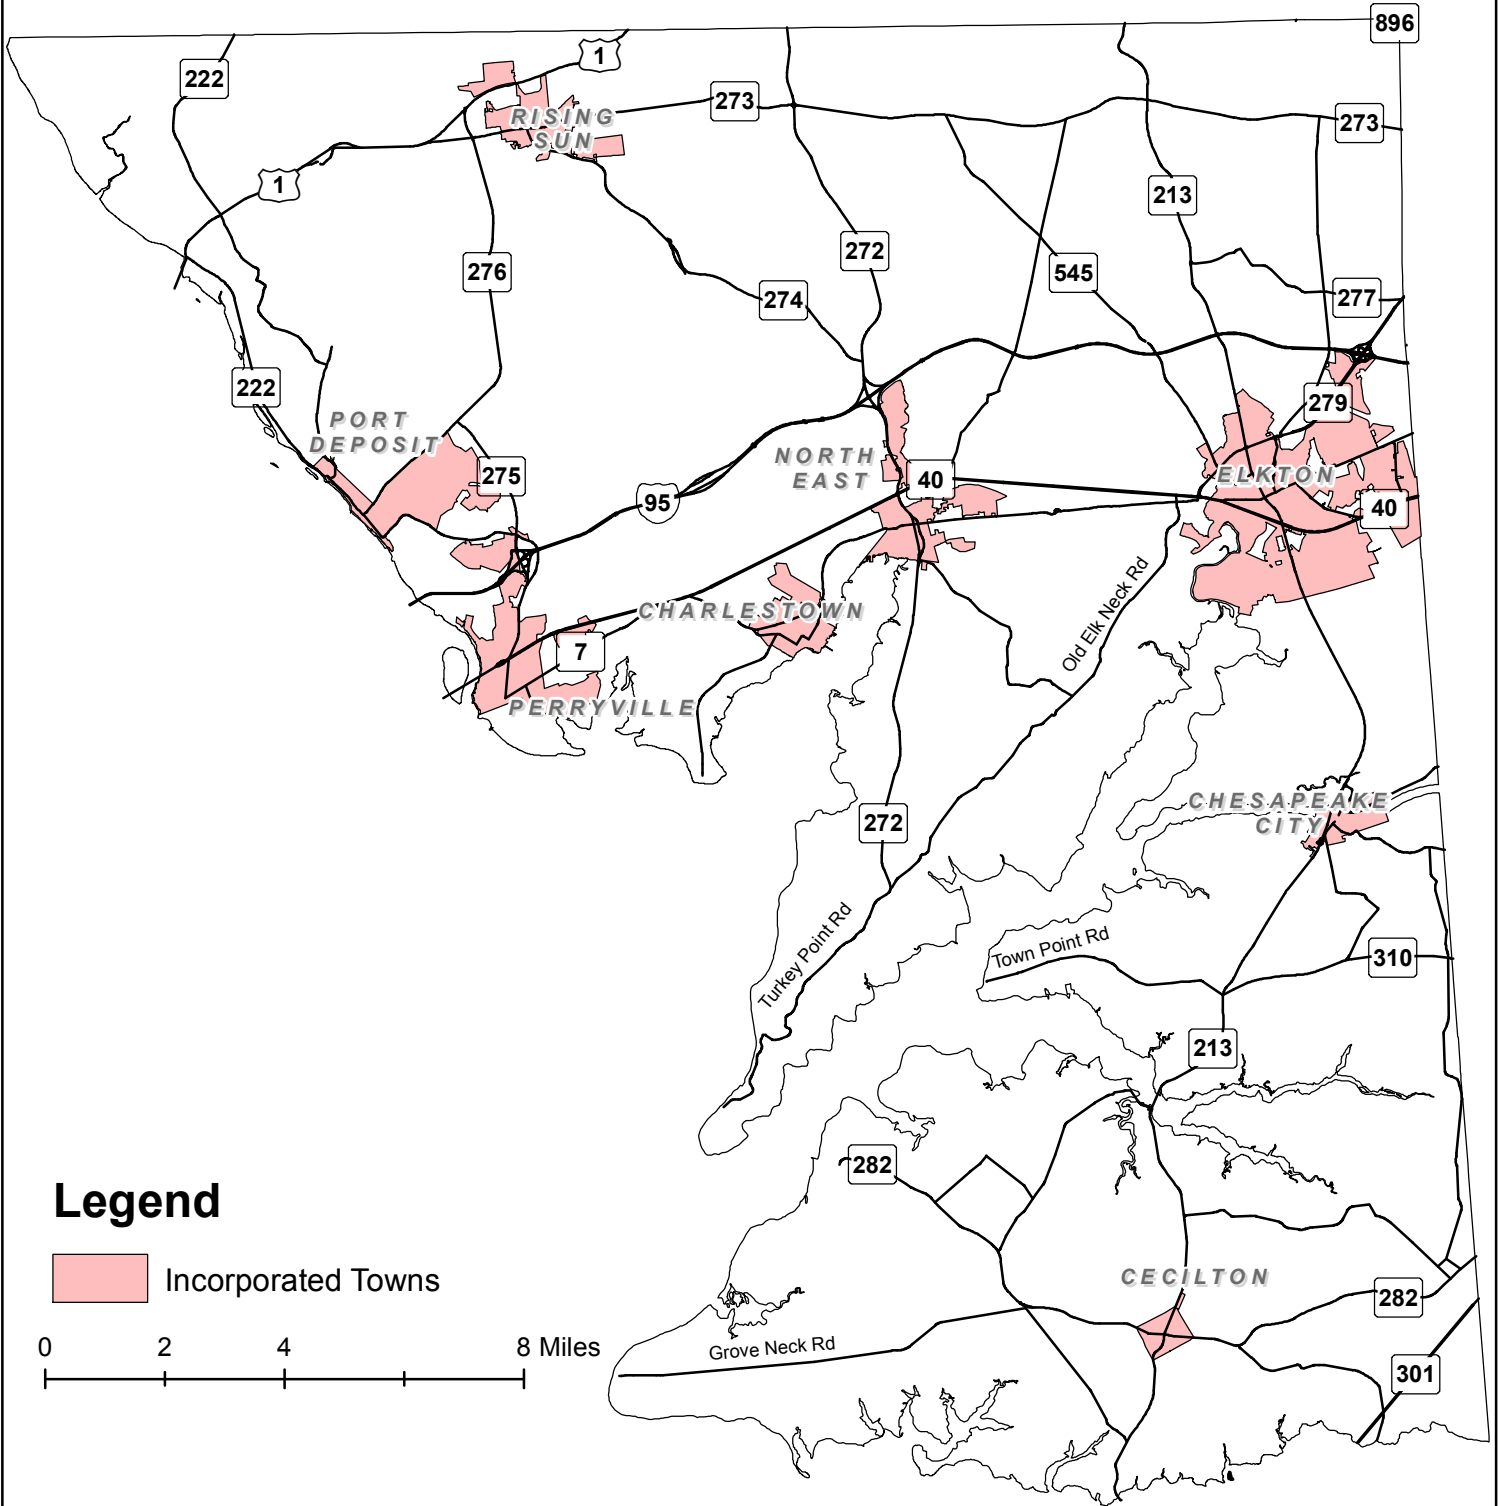 896
1
222
273
273
RISING
SUN
1
213
272
276
545
274
277
222
279
PORT
DEPOSIT
NORTH
EAST
275
40
ELKTON
95
40
Old Elk Neck Rd
CHARLESTOWN
7
PERRYVILLE
CHESAPEAKE
CITY
272
Turkey Point Rd
Town Point Rd
310
213
282
Legend
Incorporated Towns
CECILTON
282
0 2 4 8 Miles
Grove Neck Rd
301